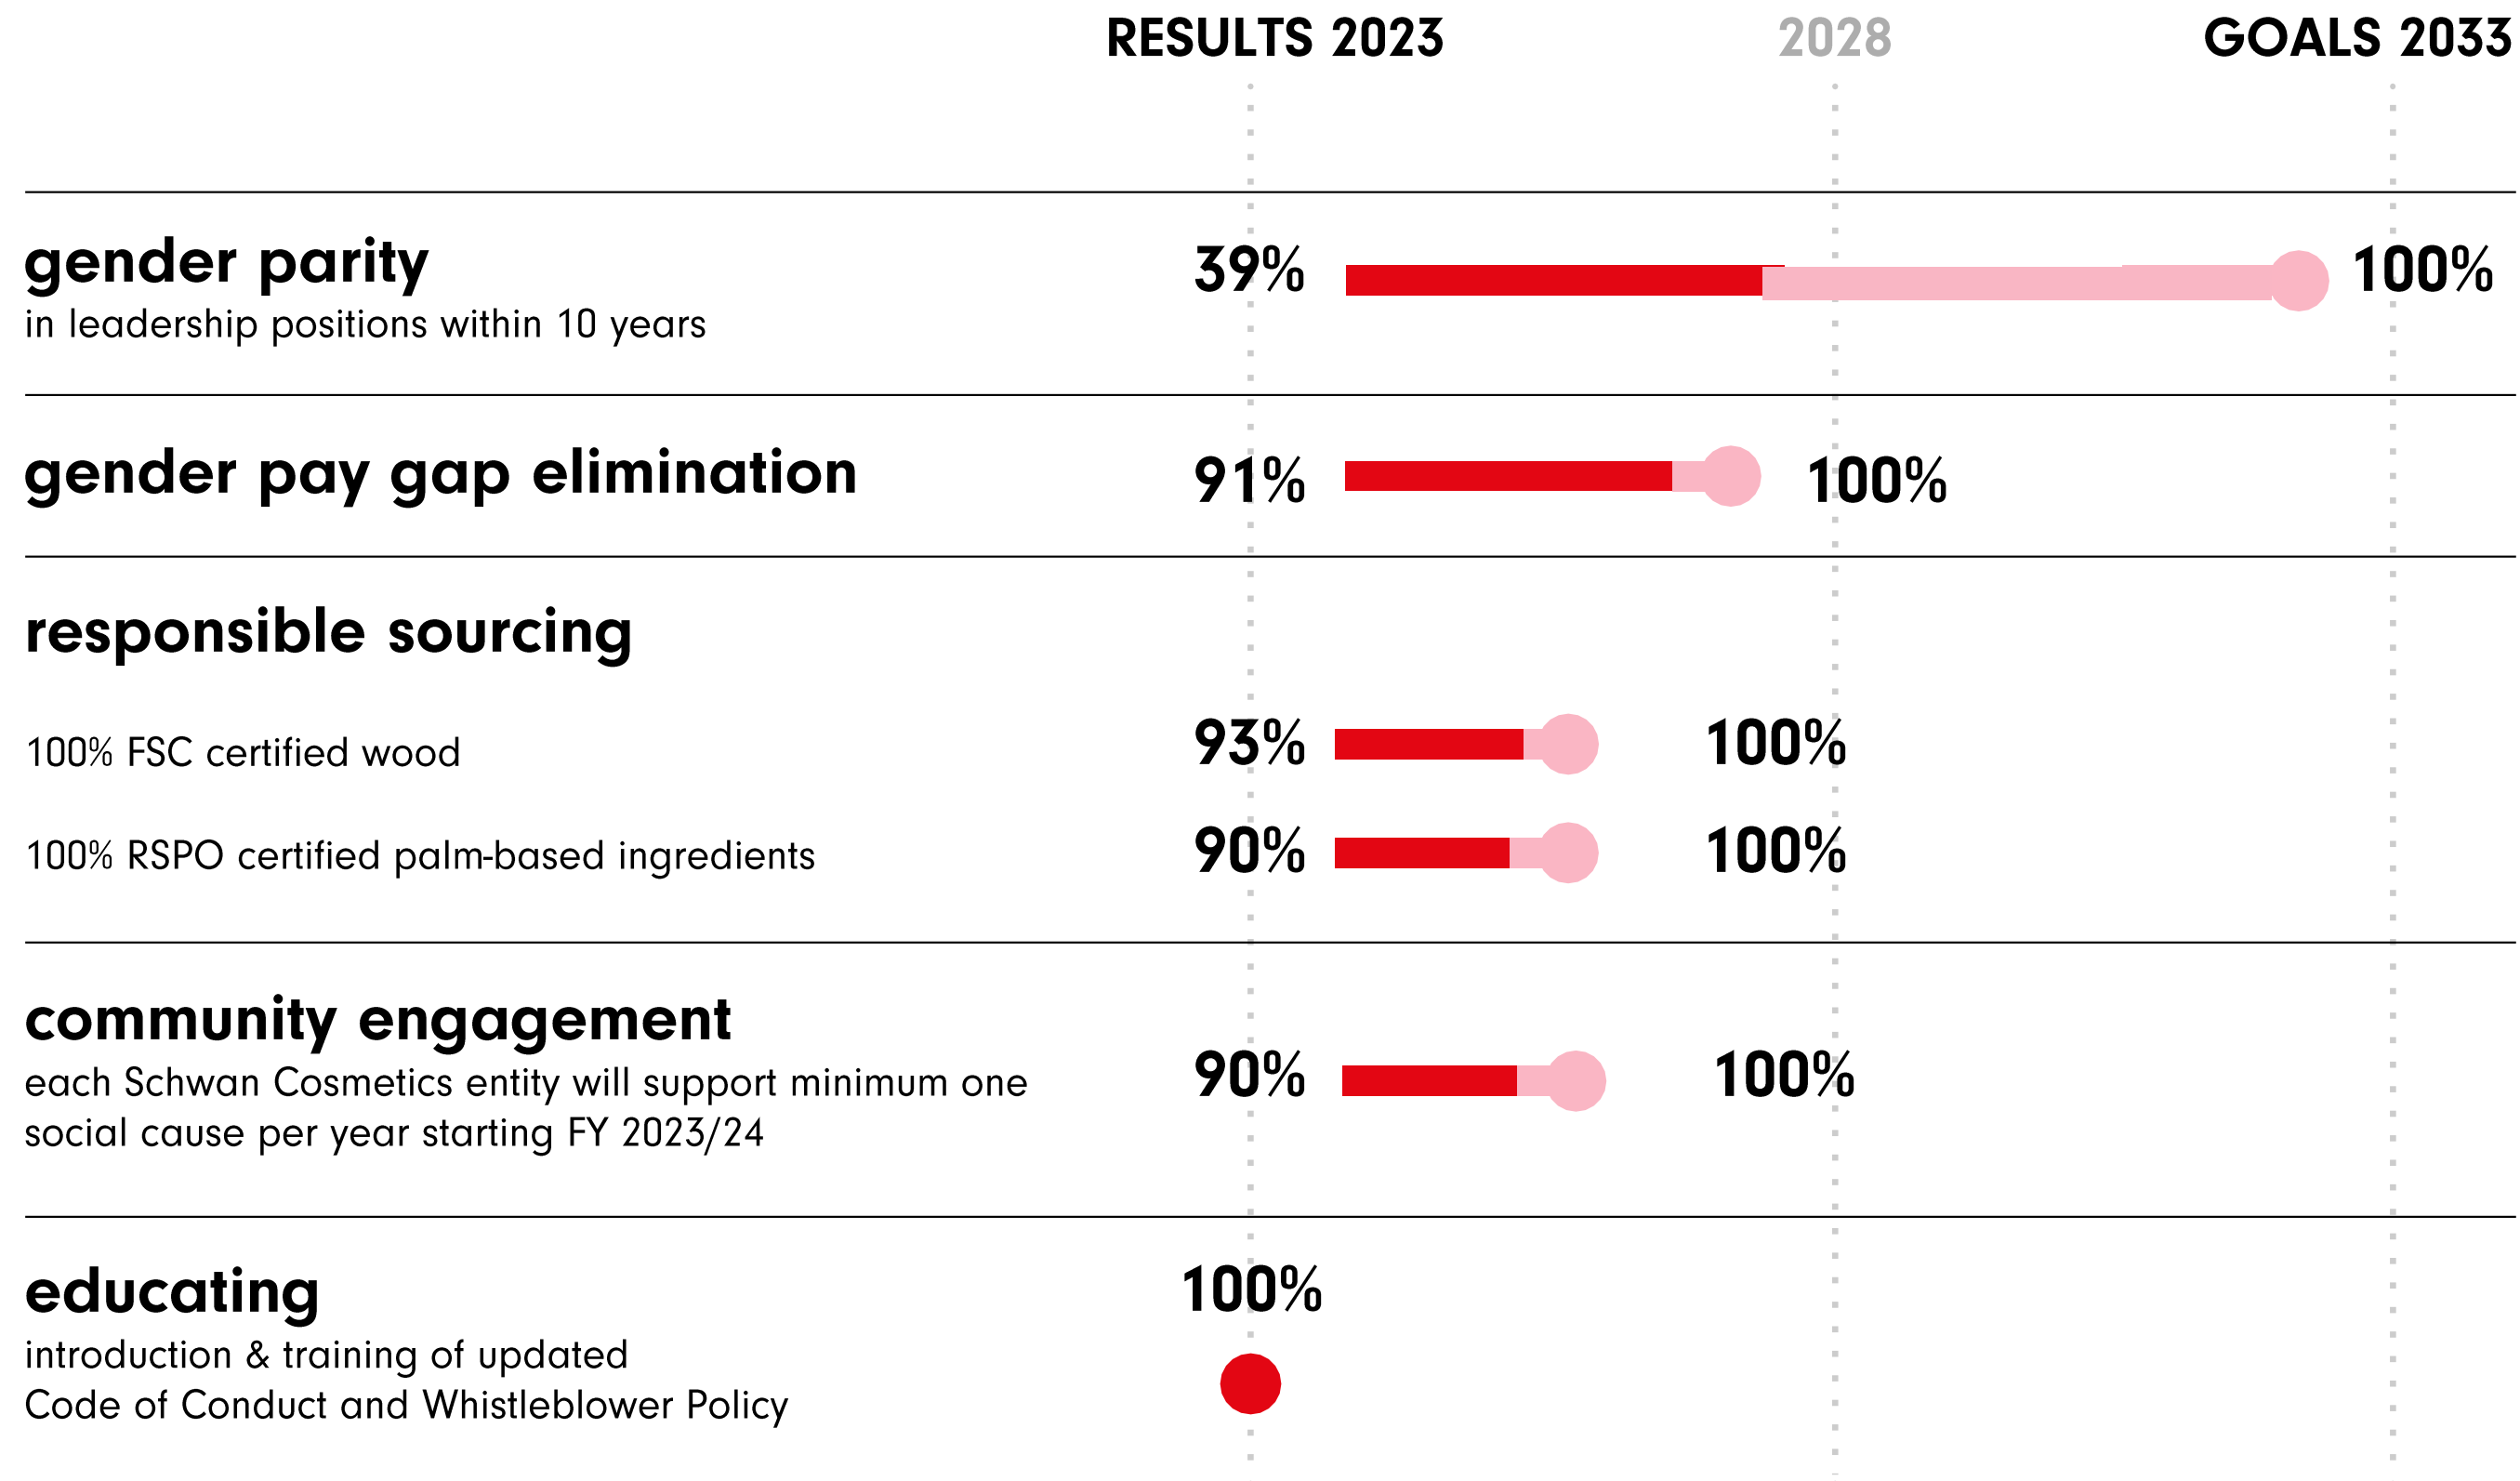 RESULTS 2023 2028 GOALS 2033
gender parity 39% 100%
in leadership positions within 10 years
gender pay gap elimination 91% 100%
responsible sourcing
100% FSC certified wood 93% 100%
100% RSPO certified palm-based ingredients 90% 100%
community engagement 90% 100%
each Schwan Cosmetics entity will support minimum one
social cause per year starting FY 2023/24
educating 100%
introduction & training of updated
Code of Conduct and Whistleblower Policy